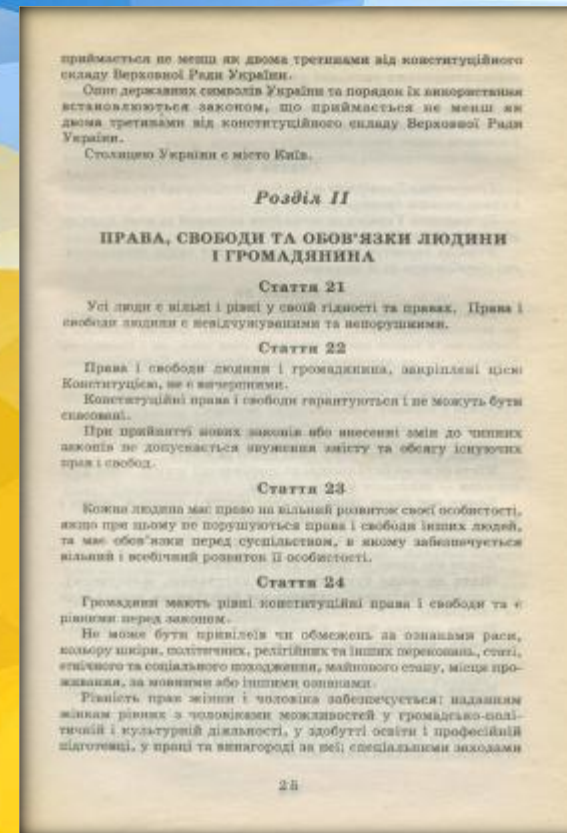 приймається не менш як двома третинами від конституційного
складу Верховної Ради України.
Опис державних символів України та порядок їх використання
встановлюються законом, що приймається не менш як
двома третинами від конституційного складу Верховної Ради
України.
Столицею України є місто Київ.
Розділ II
ПРАВА, СВОБОДИ ТА ОБОВ'ЯЗКИ ЛЮДИНИ
І ГРОМАДЯНИНА
Стаття 21
Усі люди є вільні і рівні у своїй гідності та правах. Права і
свободи людини є невідчужуваними та непорушними.
Стаття 22
Права і свободи людини і громадянина, закріплені цією
Конституцією, не є вичерпними.
Конституційні права і свободи гарантуються і не можуть бути
скасовані.
При прийнятті нових законів або внесенні змін до чинних
законів не допускається звуження змісту та обсягу існуючих
прав і свобод.
Стаття 23
Кожна людина має право на вільний розвиток своєї особистості,
якщо при цьому не порушуються права і свободи інших людей,
та має обов'язки перед суспільством, в якому забезпечується
вільний і всебічний розвиток її особистості.
Стаття 24
Громадяни мають рівні конституційні права і свободи та є
рівними перед законом.
Не може бути привілеїв чи обмежень за ознаками раси,
кольору шкіри, політичних, релігійних та інших переконань, статі,
етнічного та соціального походження, майнового стану, місця про-
живання, за мовними або іншими ознаками.
Рівність прав жінки і чоловіка забезпечується: наданням
жінкам рівних з чоловіками можливостей у громадсько-полі-
тичній і культурній діяльності, у здобутті освіти і професійній
підготовці, у праці та винагороді за неї; спеціальними заходами